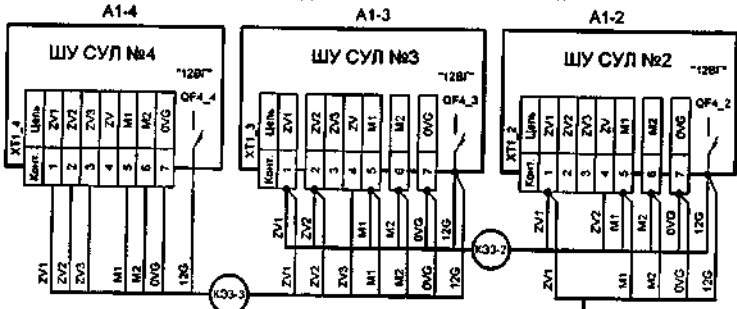 A1-4
ШУ СУЛ №4
"12ВГ"
QF4_4
XT1_4
Цепь ZV1 ZV2 ZV3 ZV M1 M2 0VG
Конт. 1 2 3 4 5 6 7
ZV1 ZV2 ZV3 M1 M2 0VG 12G
КЭЗ-3
A1-3
ШУ СУЛ №3
"12ВГ"
QF4_3
XT1_3
Цепь ZV1 ZV2 ZV3 ZV M1 M2 0VG
Конт. 1 2 3 4 5 6 7
ZV1 ZV2 M1 M2 0VG 12G
ZV1 ZV2 ZV3 M1 M2 0VG 12G
КЭЗ-2
A1-2
ШУ СУЛ №2
"12ВГ"
QF4_2
XT1_2
Цепь ZV1 ZV2 ZV3 ZV M1 M2 0VG
Конт. 1 2 3 4 5 6 7
ZV1 ZV2 M1 M2 0VG 12G
ZV1 M1 M2 0VG 12G